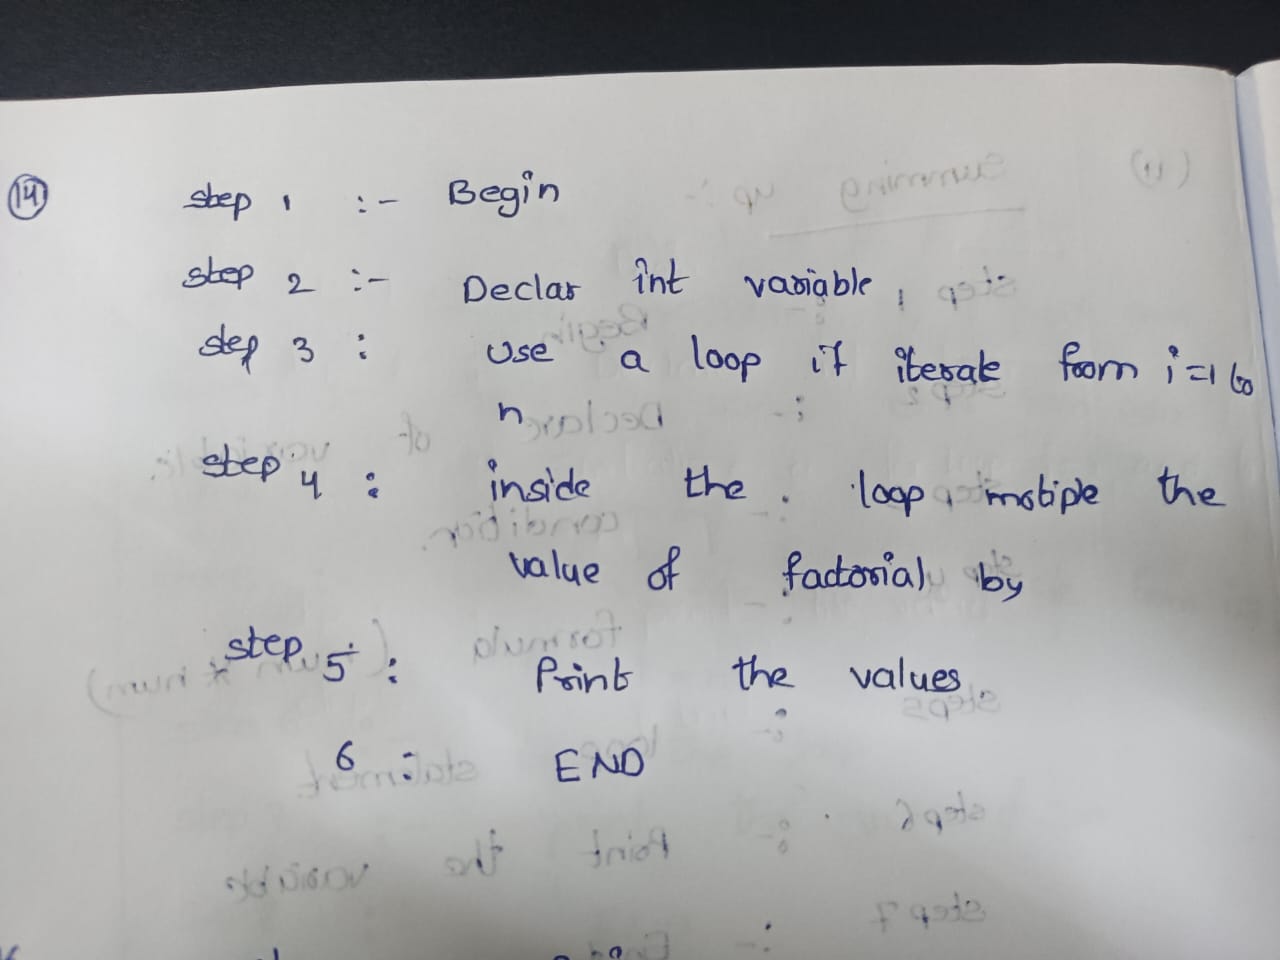 14
step 1 :- Begin
step 2 :- Declar int variable,
step 3 : use a loop it iterate from i=1 to
n
step 4 : inside the loop motiple the
value of factorial by
step 5 : Print the values
6 : END